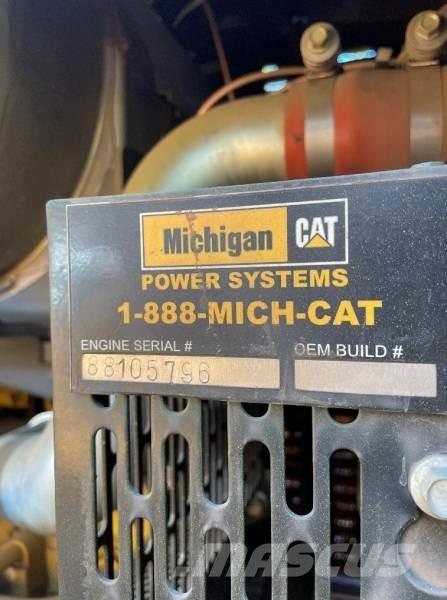 Michigan CAT
POWER SYSTEMS
1-888-MICH-CAT
ENGINE SERIAL # OEM BUILD #
88105796
MASCUS